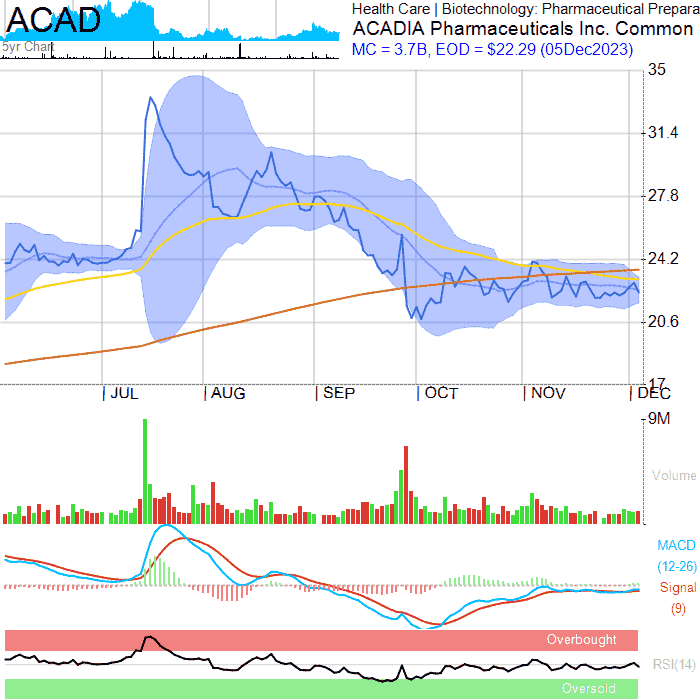 ACAD
5yr Chart
Health Care | Biotechnology: Pharmaceutical Prepara
ACADIA Pharmaceuticals Inc. Common
MC = 3.7B, EOD = $22.29 (05Dec2023)
35
31.4
27.8
24.2
20.6
17
JUL AUG SEP OCT NOV DEC
9M
Volume
MACD
(12-26)
Signal
(9)
Overbought
RSI(14)
Oversold